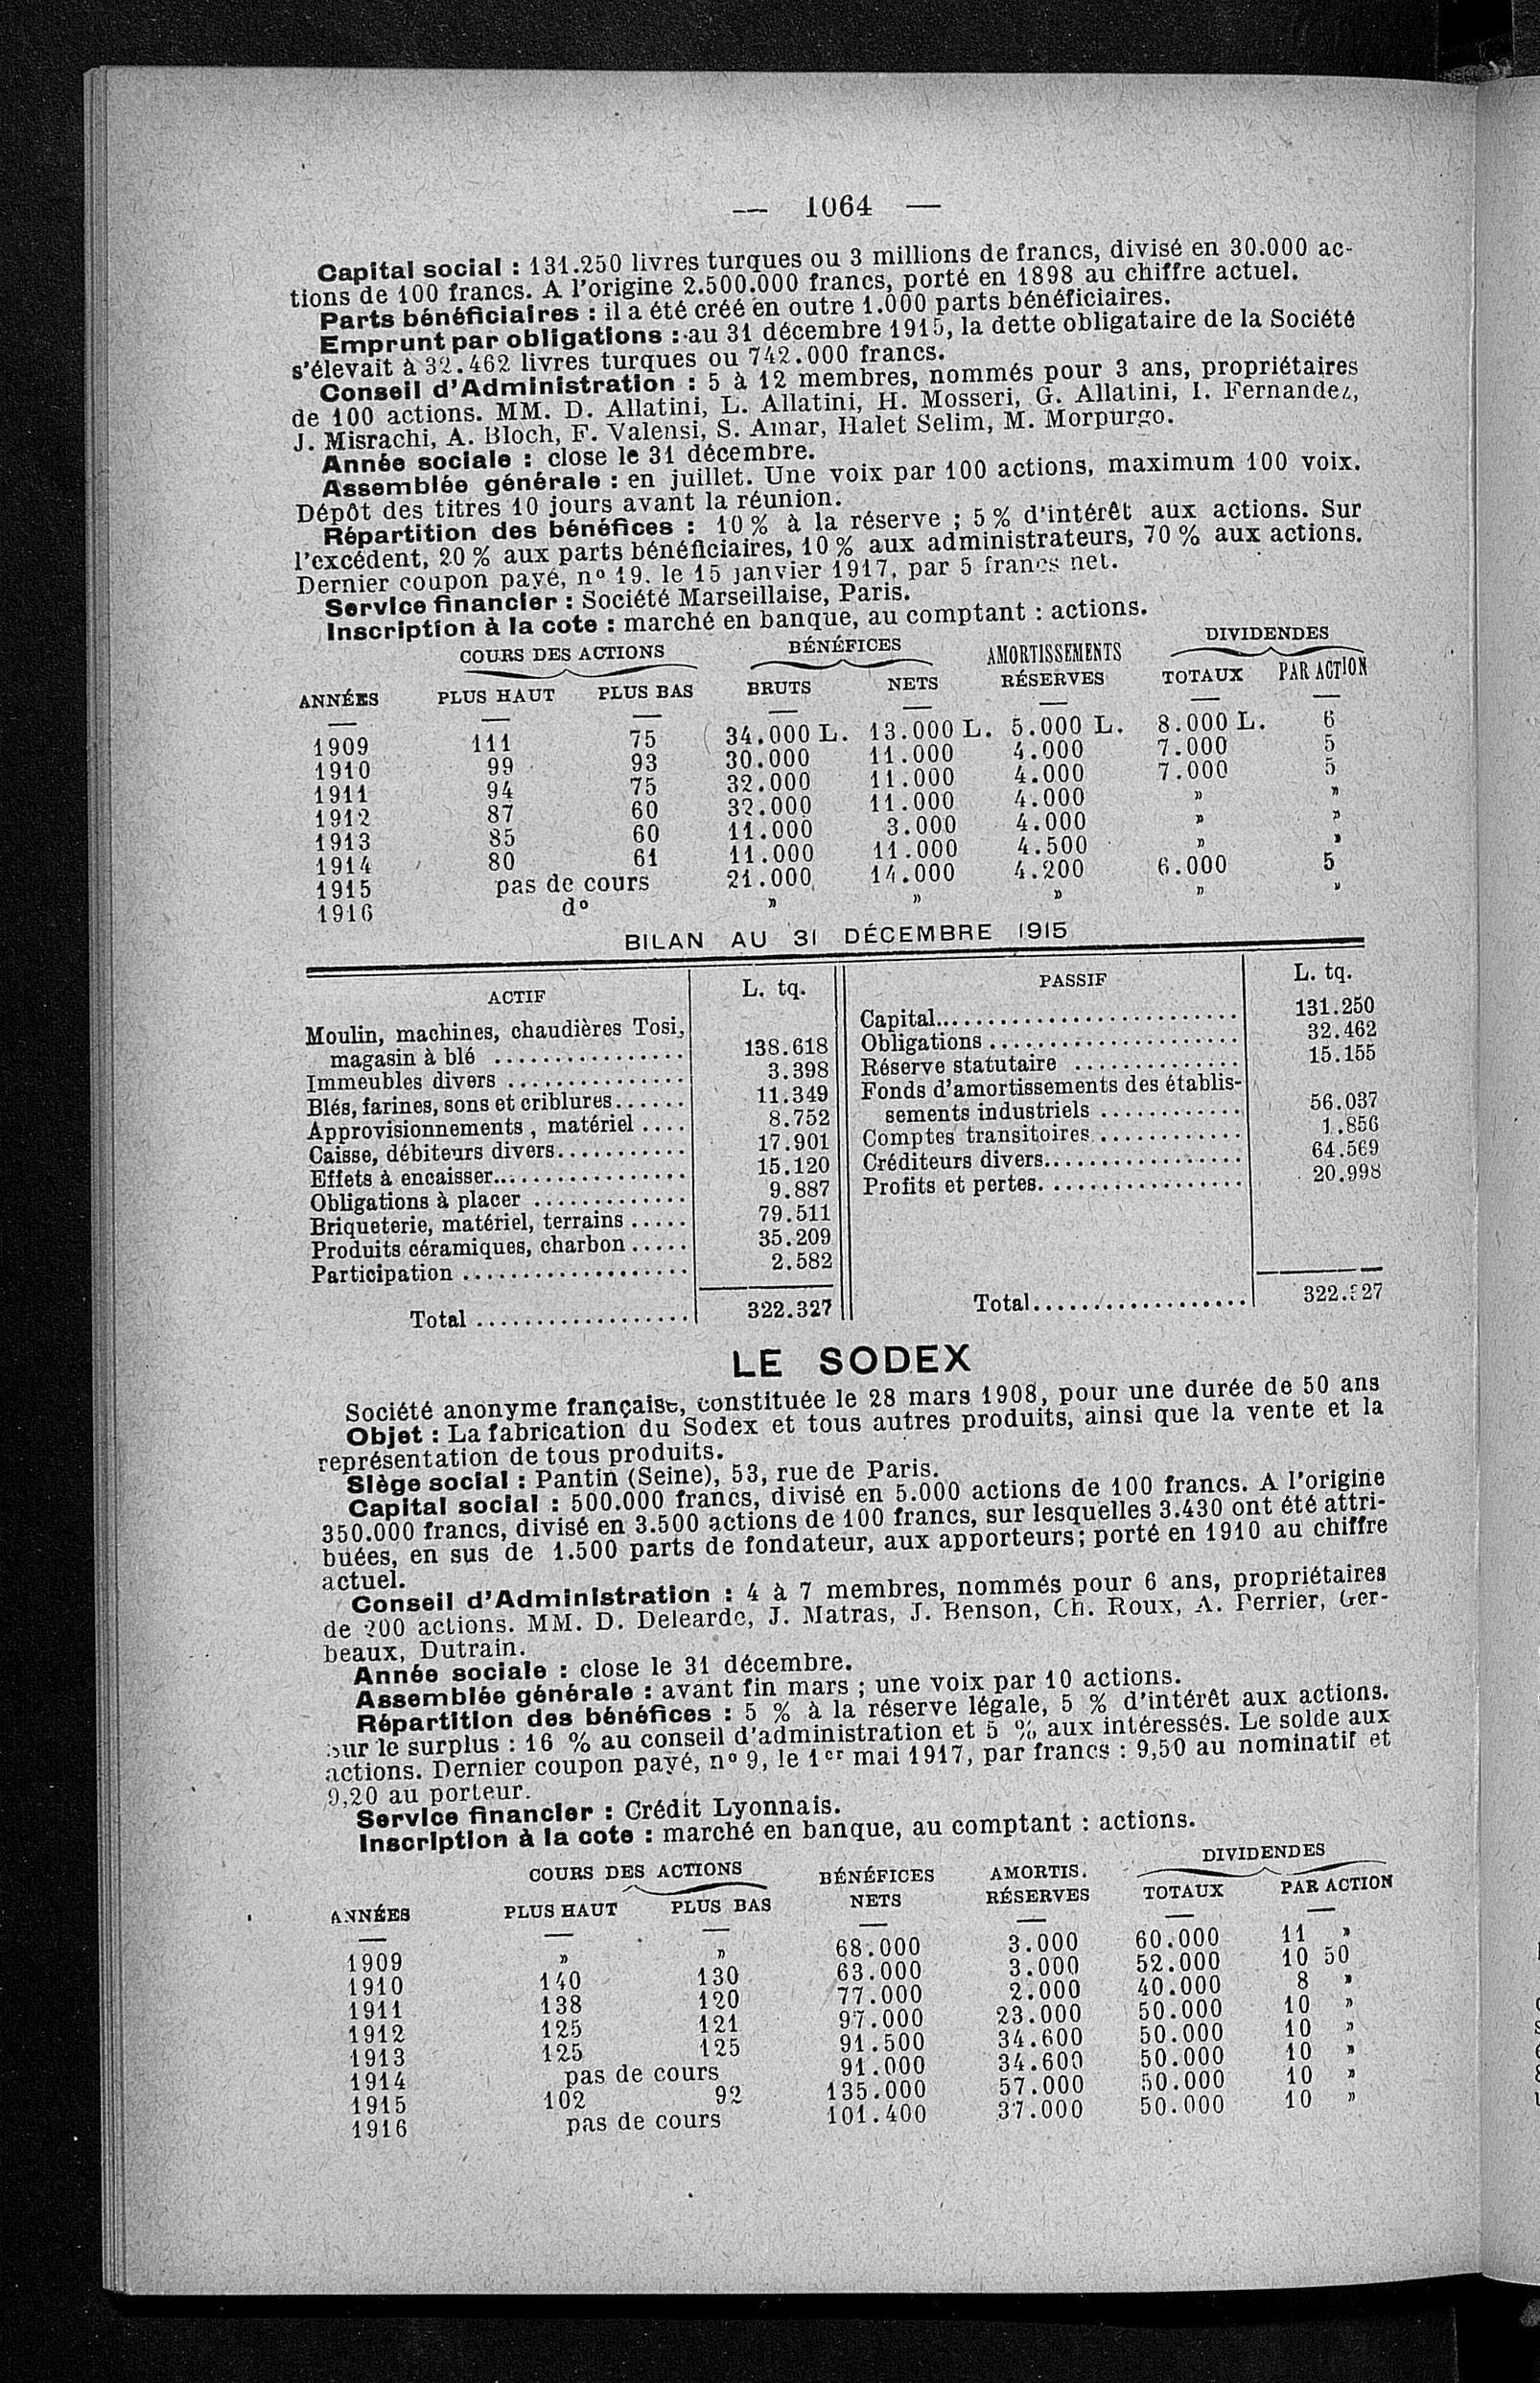 — 1064 —
Capital social : 131.250 livres turques ou 3 millions de francs, divisé en 30.000 ac-
tions de 100 francs. A l'origine 2.500.000 francs, porté en 1898 au chiffre actuel.
Parts bénéficiaires : il a été créé en outre 1.000 parts bénéficiaires.
Emprunt par obligations : au 31 décembre 1915, la dette obligataire de la Société
s'élevait à 32.462 livres turques ou 742.000 francs.
Conseil d'Administration : 5 à 12 membres, nommés pour 3 ans, propriétaires
de 100 actions. MM. D. Allatini, L. Allatini, H. Mosseri, G. Allatini, I. Fernandez,
J. Misrachi, A. Bloch, F. Valensi, S. Amar, Halet Selim, M. Morpurgo.
Année sociale : close le 31 décembre.
Assemblée générale : en juillet. Une voix par 100 actions, maximum 100 voix.
Dépôt des titres 10 jours avant la réunion.
Répartition des bénéfices : 10 % à la réserve ; 5 % d'intérêt aux actions. Sur
l'excédent, 20 % aux parts bénéficiaires, 10 % aux administrateurs, 70 % aux actions.
Dernier coupon payé, nº 19. le 15 janvier 1917, par 5 francs net.
Service financier : Société Marseillaise, Paris.
Inscription à la cote : marché en banque, au comptant : actions.
COURS DES ACTIONS BÉNÉFICES AMORTISSEMENTS DIVIDENDES
ANNÉES PLUS HAUT PLUS BAS BRUTS NETS RÉSERVES TOTAUX PAR ACTION
1909 111 75 34.000 L. 13.000 L. 5.000 L. 8.000 L. 6
1910 99 93 30.000 11.000 4.000 7.000 5
1911 94 75 32.000 11.000 4.000 7.000 5
1912 87 60 32.000 11.000 4.000 » »
1913 85 60 11.000 3.000 4.000 » »
1914 80 61 11.000 11.000 4.500 » »
1915 pas de cours 21.000 14.000 4.200 6.000 5
1916 dº » » » » »
BILAN AU 31 DÉCEMBRE 1915
ACTIF L. tq.
Moulin, machines, chaudières Tosi,
magasin à blé ................ 138.618
Immeubles divers ............... 3.398
Blés, farines, sons et criblures...... 11.349
Approvisionnements, matériel .... 8.752
Caisse, débiteurs divers........... 17.901
Effets à encaisser................. 15.120
Obligations à placer ............. 9.887
Briqueterie, matériel, terrains ..... 79.511
Produits céramiques, charbon ..... 35.209
Participation ................... 2.582
Total .................. 322.327
PASSIF L. tq.
Capital.......................... 131.250
Obligations ..................... 32.462
Réserve statutaire .............. 15.155
Fonds d'amortissements des établis-
sements industriels ............ 56.037
Comptes transitoires............. 1.856
Créditeurs divers................. 64.569
Profits et pertes................. 20.998
Total.................. 322.327
LE SODEX
Société anonyme française, constituée le 28 mars 1908, pour une durée de 50 ans
Objet : La fabrication du Sodex et tous autres produits, ainsi que la vente et la
représentation de tous produits.
Siège social : Pantin (Seine), 53, rue de Paris.
Capital social : 500.000 francs, divisé en 5.000 actions de 100 francs. A l'origine
350.000 francs, divisé en 3.500 actions de 100 francs, sur lesquelles 3.430 ont été attri-
buées, en sus de 1.500 parts de fondateur, aux apporteurs; porté en 1910 au chiffre
actuel.
Conseil d'Administration : 4 à 7 membres, nommés pour 6 ans, propriétaires
de 200 actions. MM. D. Delearde, J. Matras, J. Benson, Ch. Roux, A. Perrier, Ger-
beaux, Dutrain.
Année sociale : close le 31 décembre.
Assemblée générale : avant fin mars ; une voix par 10 actions.
Répartition des bénéfices : 5 % à la réserve légale, 5 % d'intérêt aux actions.
Sur le surplus : 16 % au conseil d'administration et 5 % aux intéressés. Le solde aux
actions. Dernier coupon payé, nº 9, le 1er mai 1917, par francs : 9,50 au nominatif et
9,20 au porteur.
Service financier : Crédit Lyonnais.
Inscription à la cote : marché en banque, au comptant : actions.
COURS DES ACTIONS BÉNÉFICES AMORTIS. DIVIDENDES
ANNÉES PLUS HAUT PLUS BAS NETS RÉSERVES TOTAUX PAR ACTION
1909 » » 68.000 3.000 60.000 11 »
1910 140 130 63.000 3.000 52.000 10 50
1911 138 120 77.000 2.000 40.000 8 »
1912 125 121 97.000 23.000 50.000 10 »
1913 125 125 91.500 34.600 50.000 10 »
1914 pas de cours 91.000 34.600 50.000 10 »
1915 102 92 135.000 57.000 50.000 10 »
1916 pas de cours 101.400 37.000 50.000 10 »